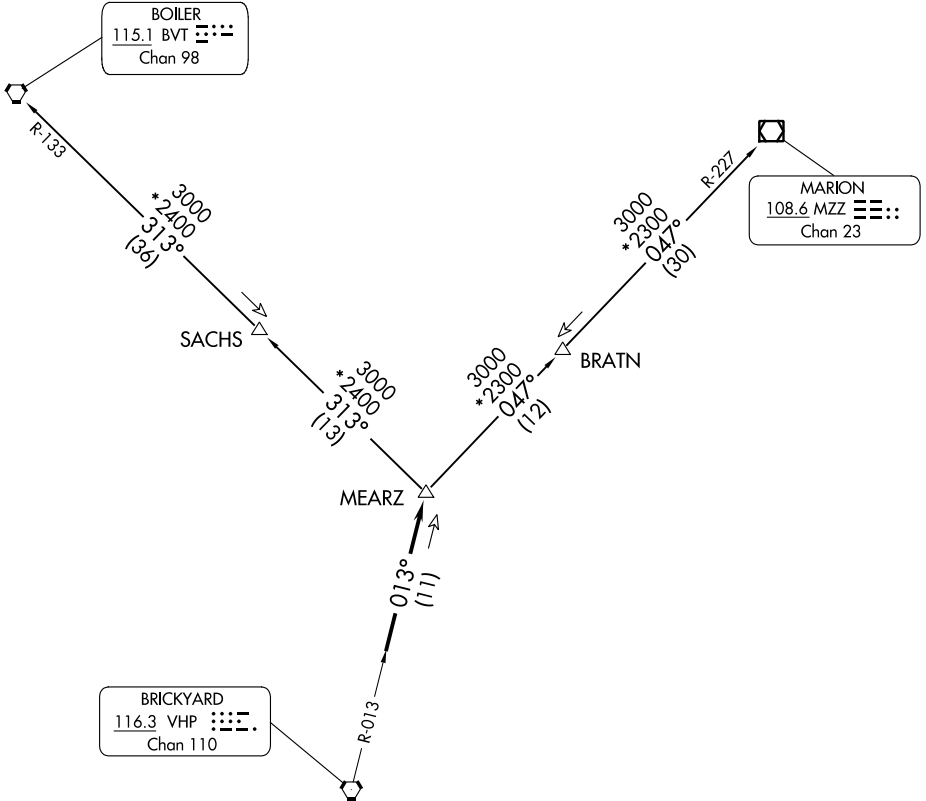 BOILER
115.1 BVT
Chan 98
R-133
3000
*2400
313°
(36)
SACHS
3000
*2400
313°
(13)
R-227
MARION
108.6 MZZ
Chan 23
3000
*2300
047°
(30)
BRATN
3000
*2300
047°
(12)
MEARZ
013°
(11)
R-013
BRICKYARD
116.3 VHP
Chan 110